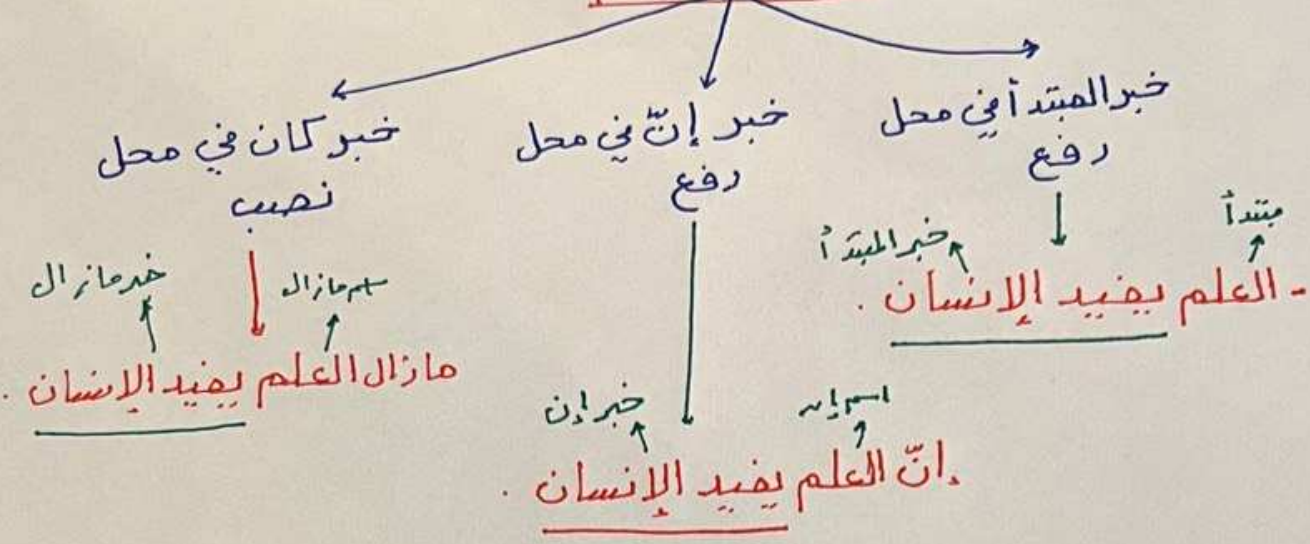 خبر المبتدأ في محل
رفع
مبتدأ
خبر المبتدأ
- العلم يفيد الإنسان .
خبر إنّ في محل
رفع
اسم إن
خبر إن
إنّ العلم يفيد الإنسان .
خبر كان في محل
نصب
اسم مازال
خبر مازال
مازال العلم يفيد الإنسان .